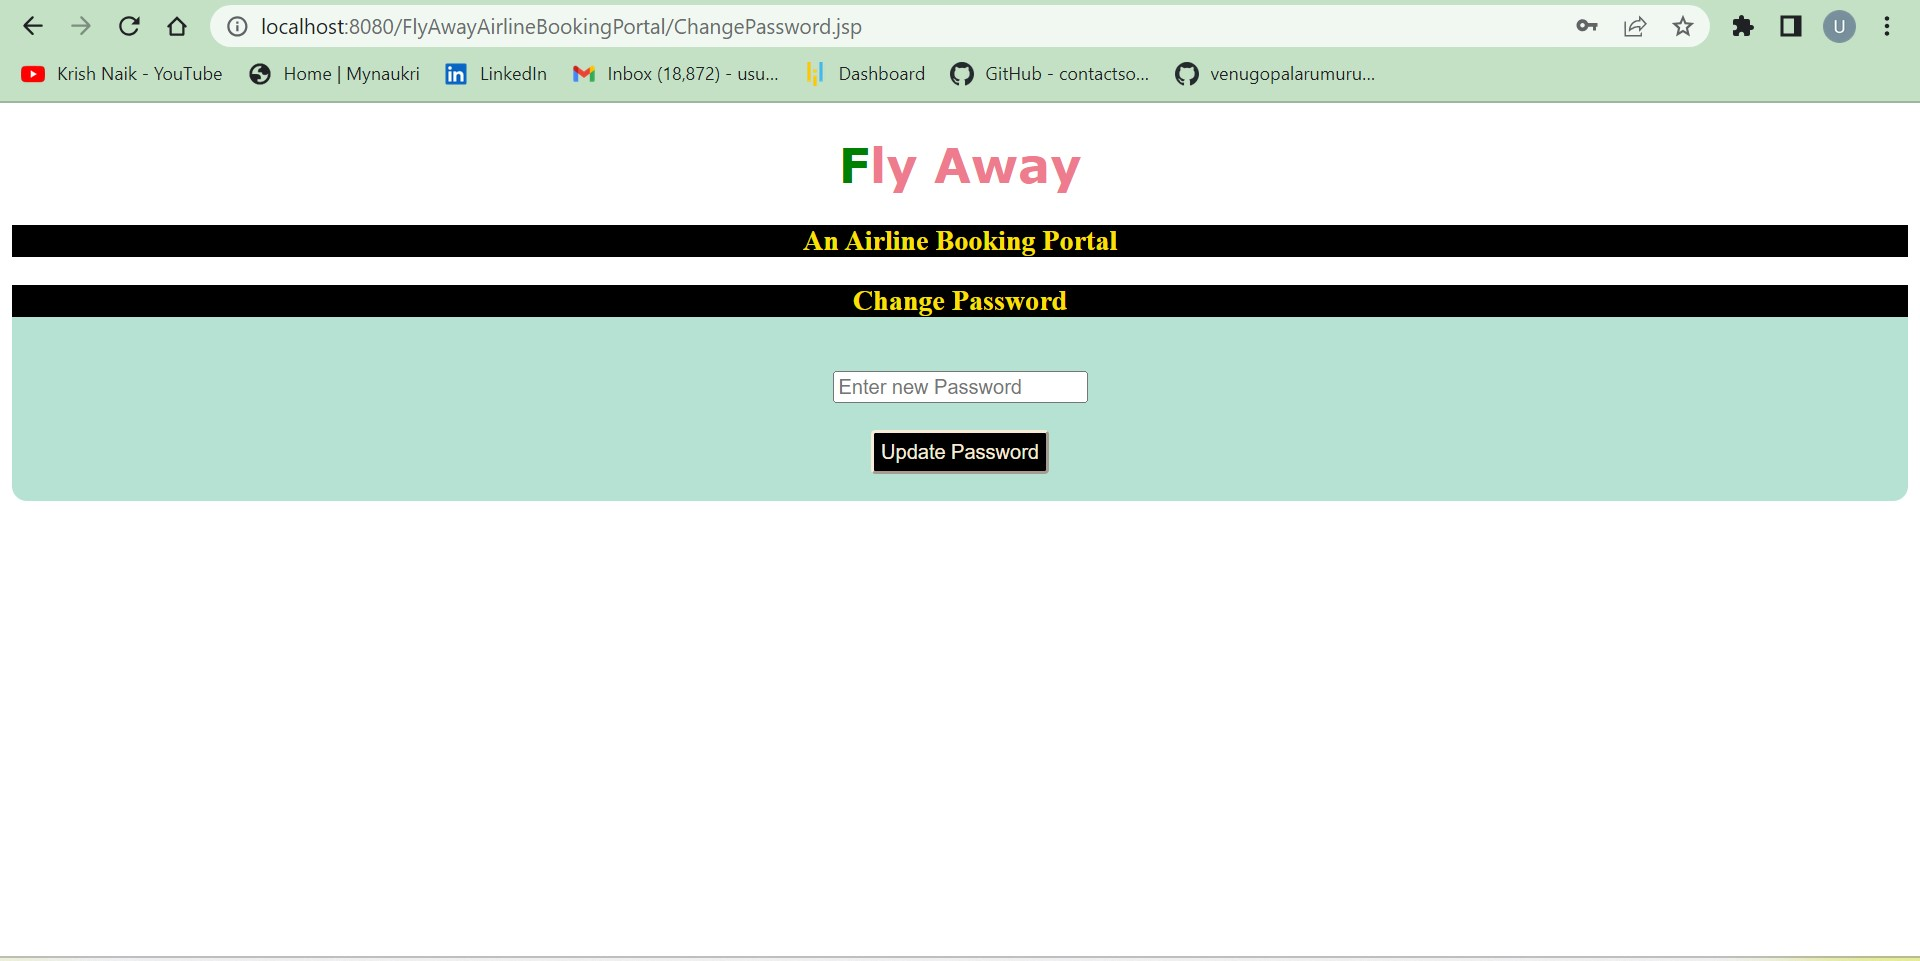 localhost:8080/FlyAwayAirlineBookingPortal/ChangePassword.jsp
U
Krish Naik - YouTube Home | Mynaukri LinkedIn Inbox (18,872) - usu... Dashboard GitHub - contactso... venugopalarumuru...
Fly Away
An Airline Booking Portal
Change Password
Enter new Password
Update Password